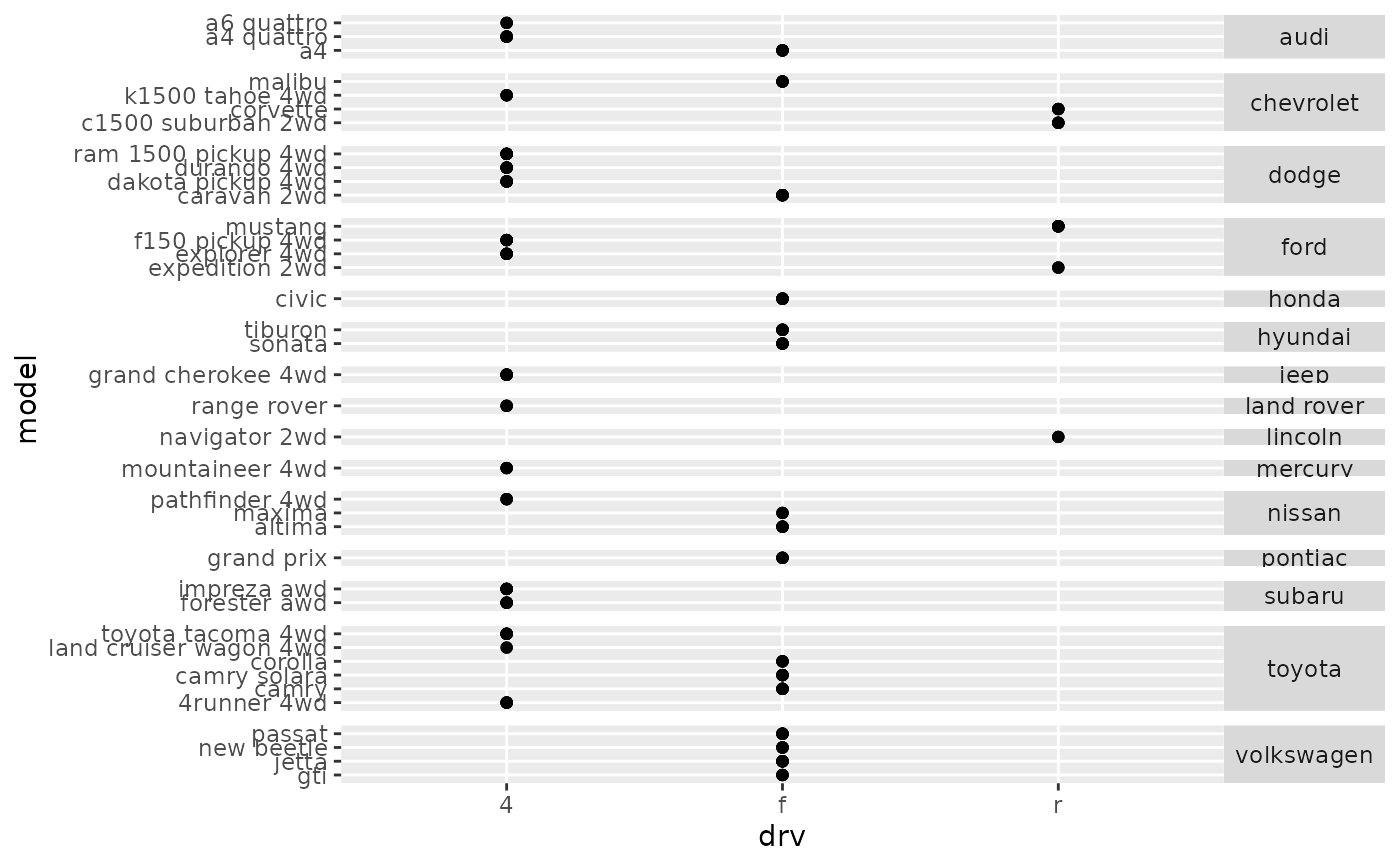 model
a6 quattro
a4 quattro
a4
audi
malibu
k1500 tahoe 4wd
corvette
c1500 suburban 2wd
chevrolet
ram 1500 pickup 4wd
durango 4wd
dakota pickup 4wd
caravan 2wd
dodge
mustang
f150 pickup 4wd
explorer 4wd
expedition 2wd
ford
civic
honda
tiburon
sonata
hyundai
grand cherokee 4wd
jeep
range rover
land rover
navigator 2wd
lincoln
mountaineer 4wd
mercury
pathfinder 4wd
maxima
altima
nissan
grand prix
pontiac
impreza awd
forester awd
subaru
toyota tacoma 4wd
land cruiser wagon 4wd
corolla
camry solara
camry
4runner 4wd
toyota
passat
new beetle
jetta
gti
volkswagen
4 f r
drv